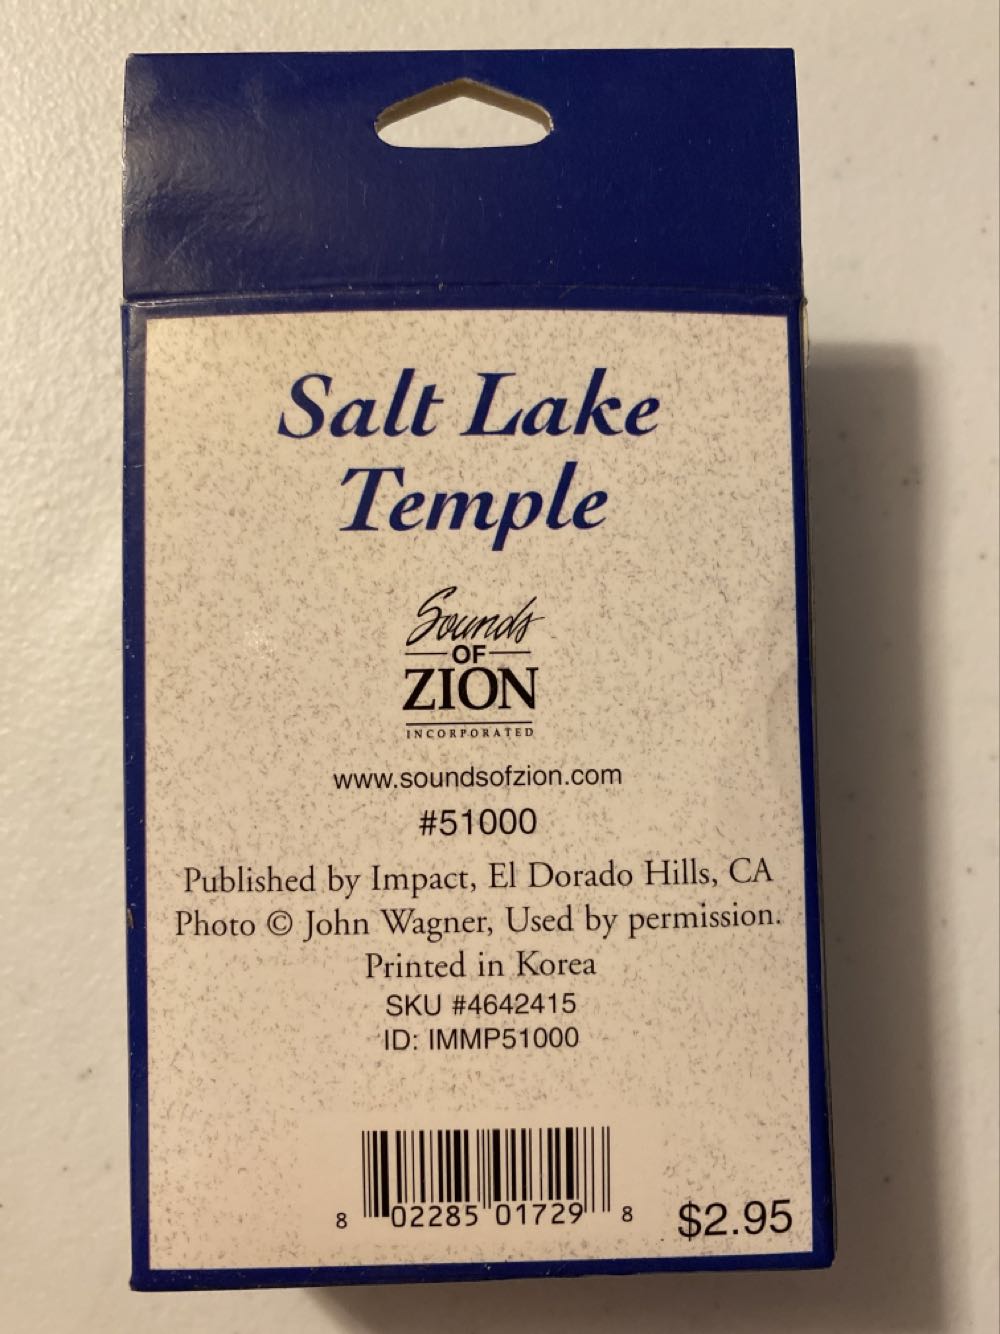 Salt Lake
Temple
Sounds
OF
ZION
INCORPORATED
www.soundsofzion.com
#51000
Published by Impact, El Dorado Hills, CA
Photo © John Wagner, Used by permission.
Printed in Korea
SKU #4642415
ID: IMMP51000
8 02285 01729 8
$2.95